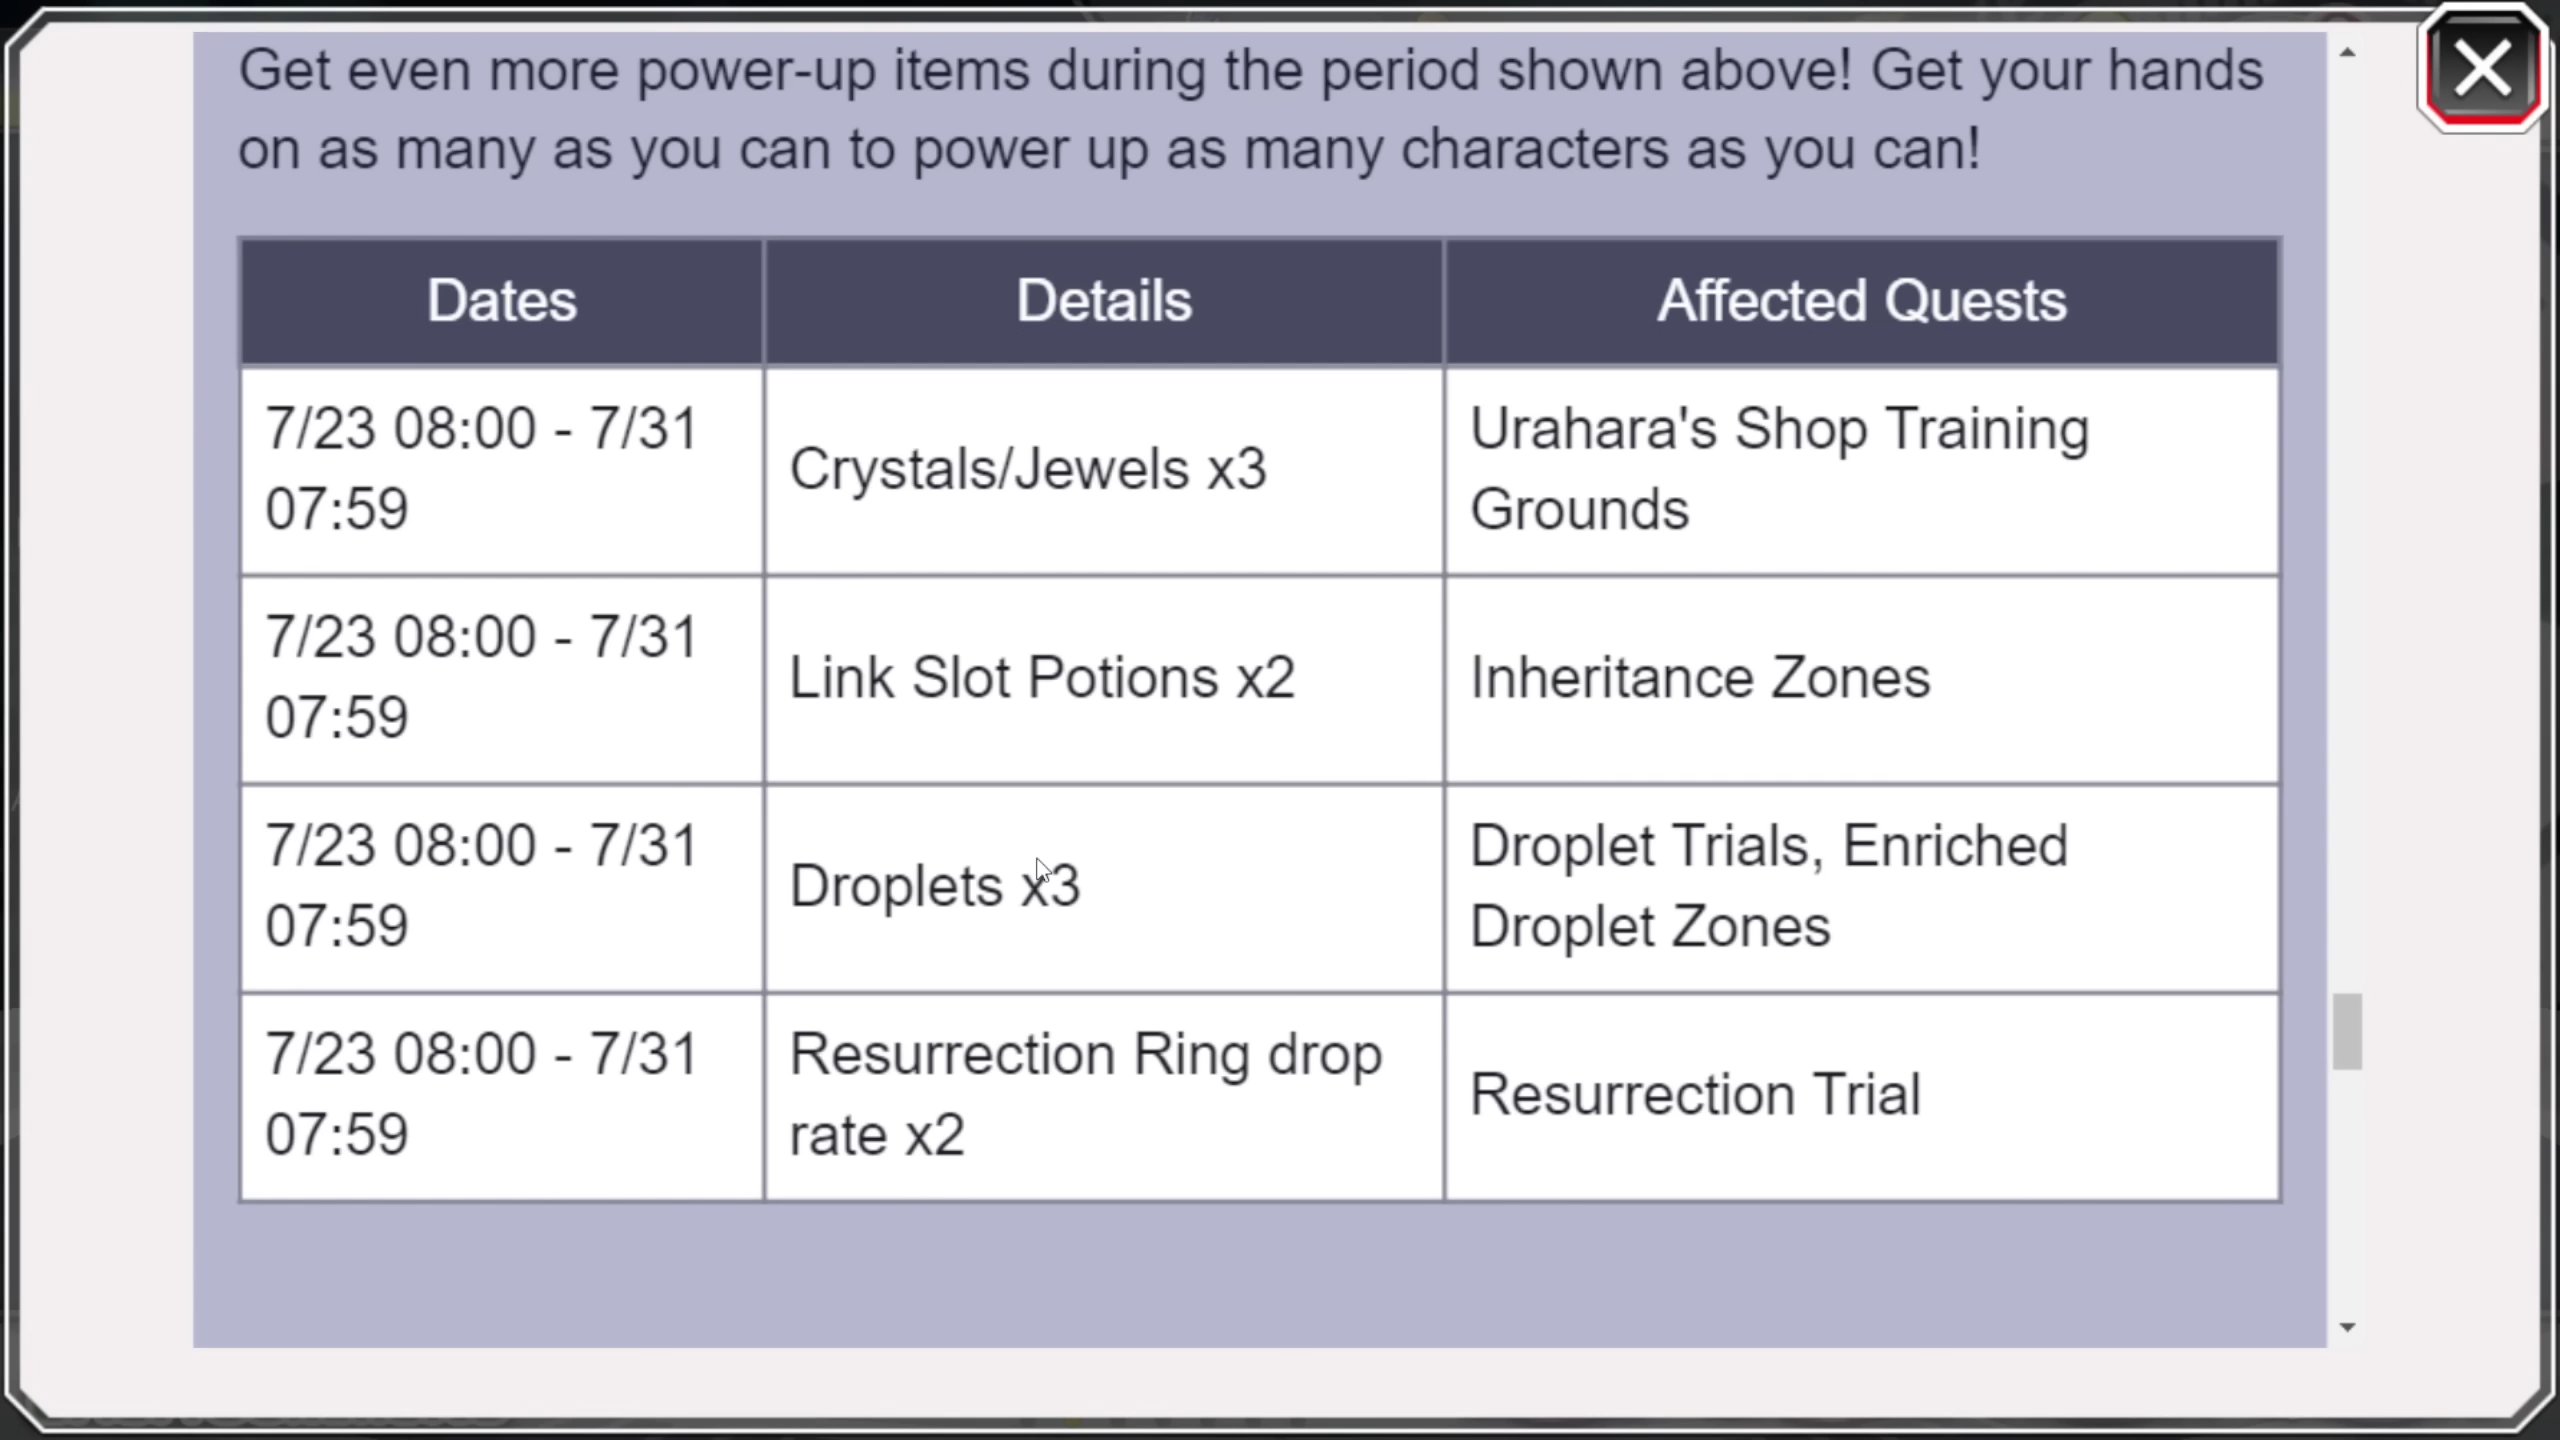 Get even more power-up items during the period shown above! Get your hands
on as many as you can to power up as many characters as you can!
Dates
Details
Affected Quests
7/23 08:00 - 7/31
07:59
Crystals/Jewels x3
Urahara's Shop Training
Grounds
7/23 08:00 - 7/31
07:59
Link Slot Potions x2
Inheritance Zones
7/23 08:00 - 7/31
07:59
Droplets x3
Droplet Trials, Enriched
Droplet Zones
7/23 08:00 - 7/31
07:59
Resurrection Ring drop
rate x2
Resurrection Trial